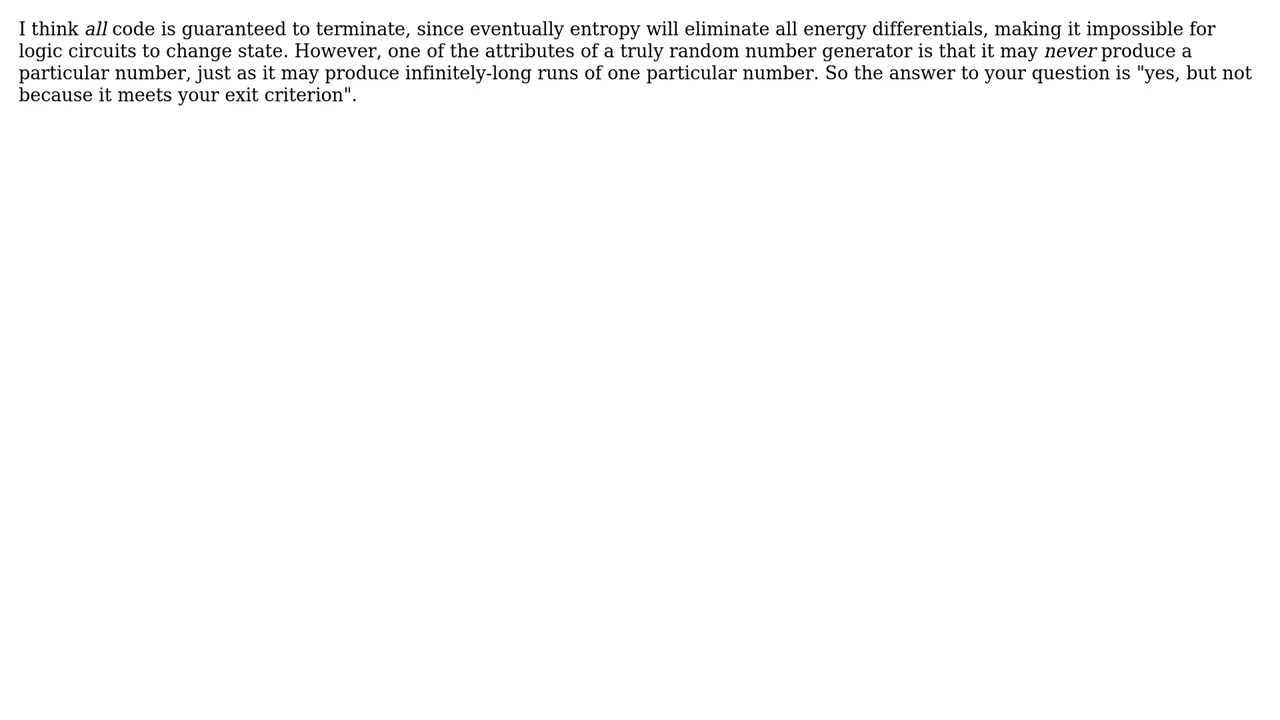 I think all code is guaranteed to terminate, since eventually entropy will eliminate all energy differentials, making it impossible for
logic circuits to change state. However, one of the attributes of a truly random number generator is that it may never produce a
particular number, just as it may produce infinitely-long runs of one particular number. So the answer to your question is "yes, but not
because it meets your exit criterion".